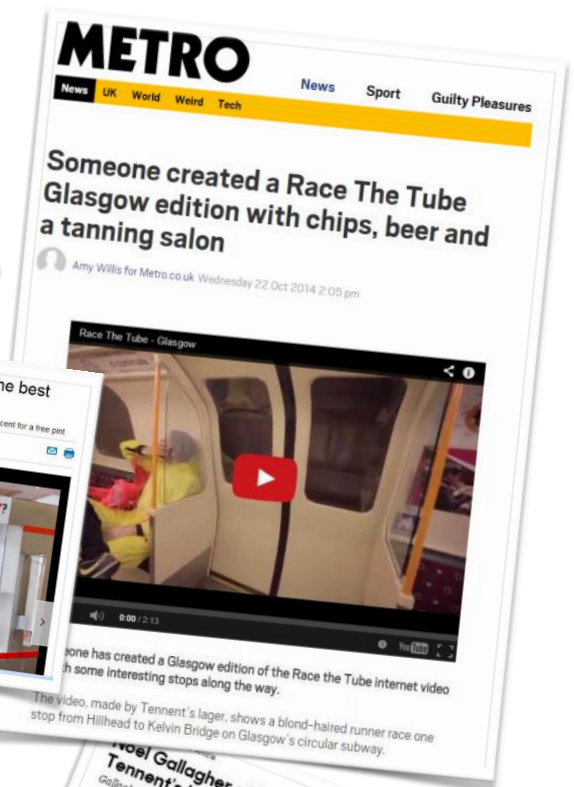 METRO
News Sport Guilty Pleasures
News UK World Weird Tech
Someone created a Race The Tube
Glasgow edition with chips, beer and
a tanning salon
Amy Willis for Metro.co.uk Wednesday 22 Oct 2014 2:05 pm
Race The Tube - Glasgow
best
for a free pint
?
0:00 / 2:13
YouTube
has created a Glasgow edition of the Race the Tube internet video
some interesting stops along the way.
The video, made by Tennent's lager, shows a blond-haired runner race one
stop from Hillhead to Kelvin Bridge on Glasgow's circular subway.
Noel Gallagher
Tennent's